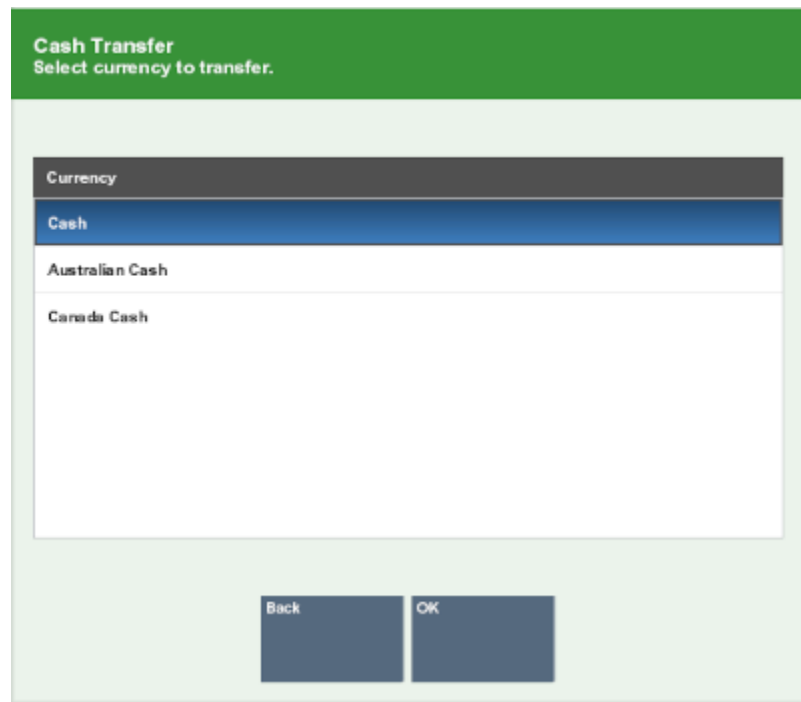 Cash Transfer
Select currency to transfer.
Currency
Cash
Australian Cash
Canada Cash
Back
OK